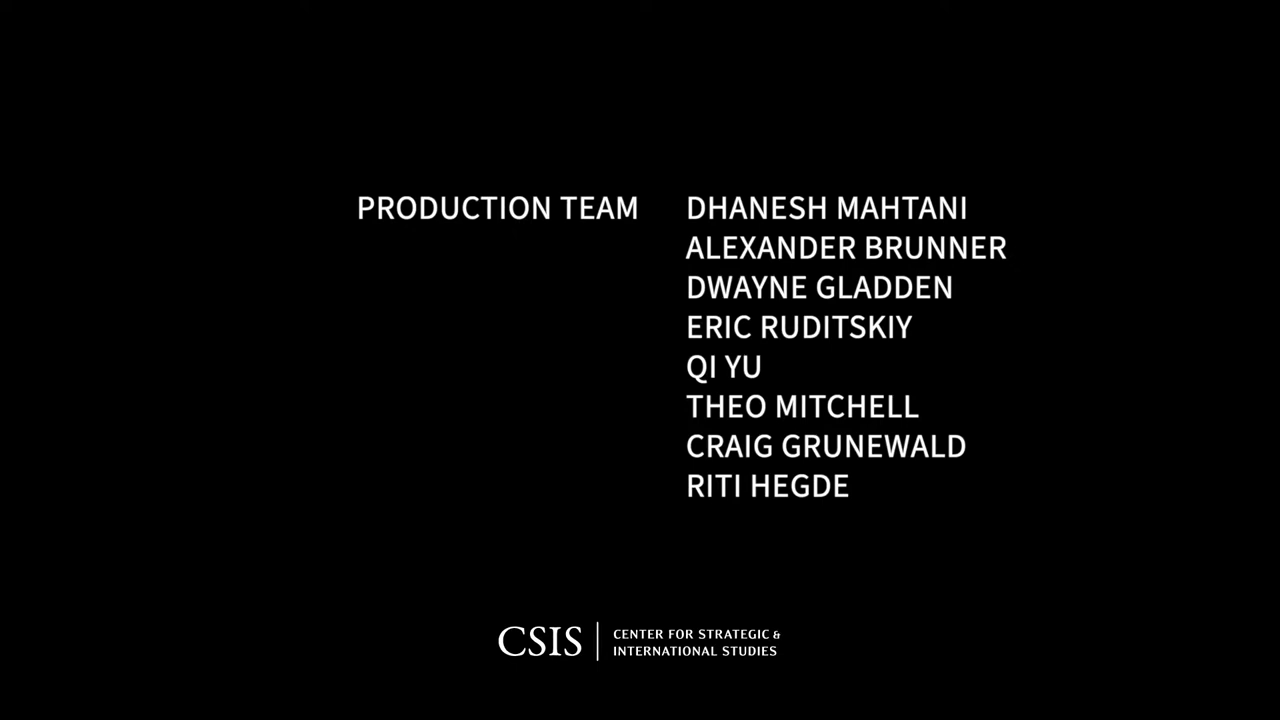 PRODUCTION TEAM DHANESH MAHTANI
ALEXANDER BRUNNER
DWAYNE GLADDEN
ERIC RUDITSKIY
QI YU
THEO MITCHELL
CRAIG GRUNEWALD
RITI HEGDE
CSIS CENTER FOR STRATEGIC &
INTERNATIONAL STUDIES